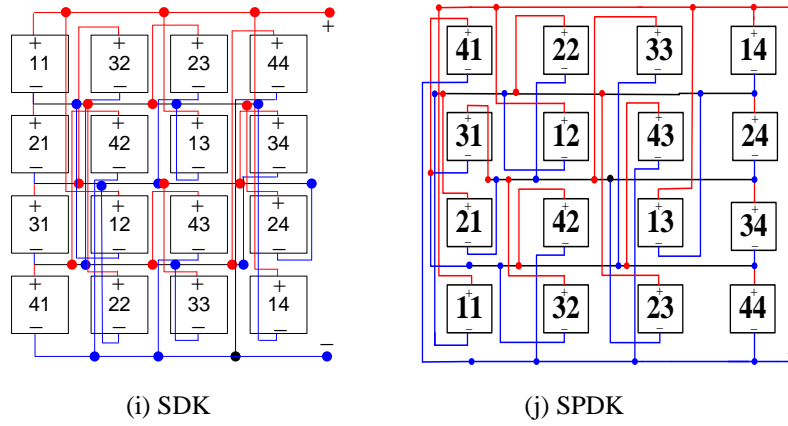 + + + + +
11 32 23 44
− − − −
+ + + +
21 42 13 34
− − − −
+ + + +
31 12 43 24
− − − −
+ + + +
41 22 33 14
− − − − −
(i) SDK
+ + + +
41 22 33 14
− − − −
+ + + +
31 12 43 24
− − − −
+ + + +
21 42 13 34
− − − −
+ + + +
11 32 23 44
− − − −
(j) SPDK